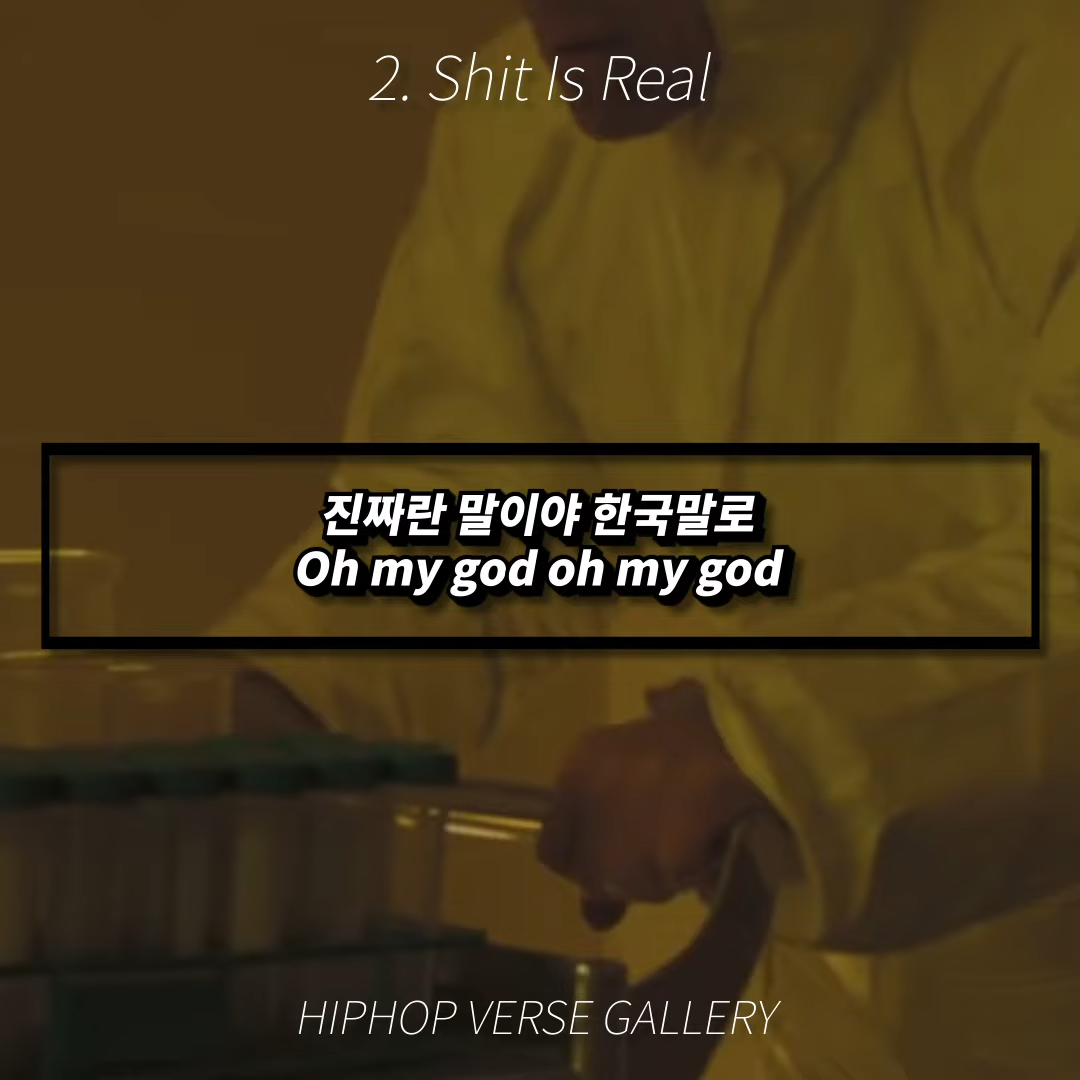 2. Shit Is Real
진짜란 말이야 한국말로
Oh my god oh my god
HIPHOP VERSE GALLERY